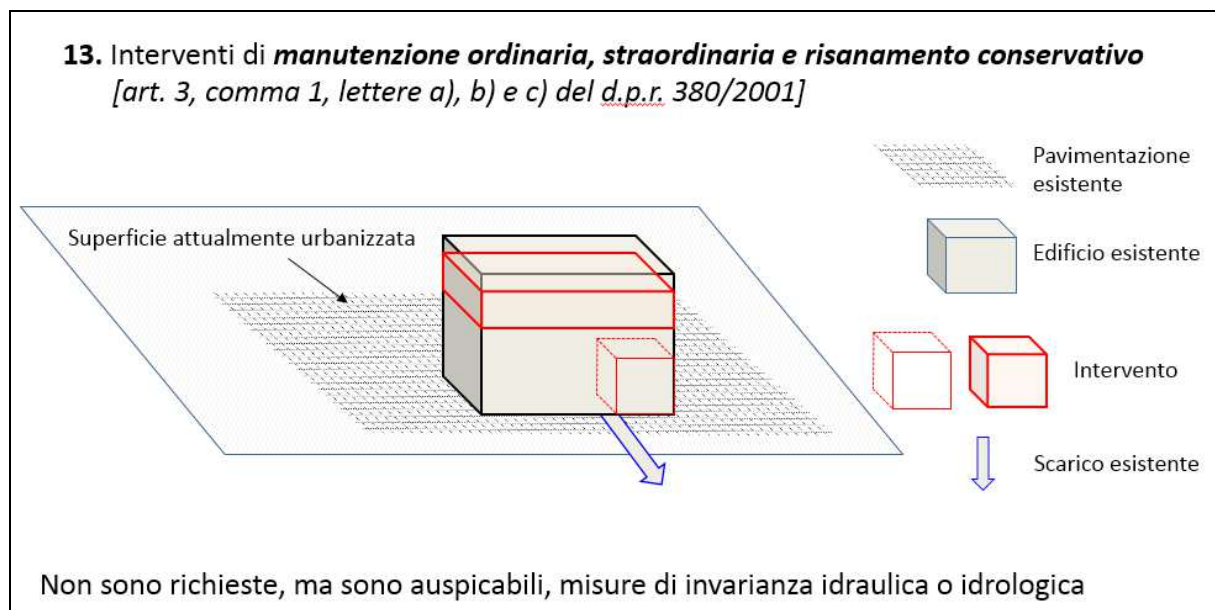 13. Interventi di manutenzione ordinaria, straordinaria e risanamento conservativo
[art. 3, comma 1, lettere a), b) e c) del d.p.r. 380/2001]
Pavimentazione
esistente
Superficie attualmente urbanizzata
Edificio esistente
Intervento
Scarico esistente
Non sono richieste, ma sono auspicabili, misure di invarianza idraulica o idrologica